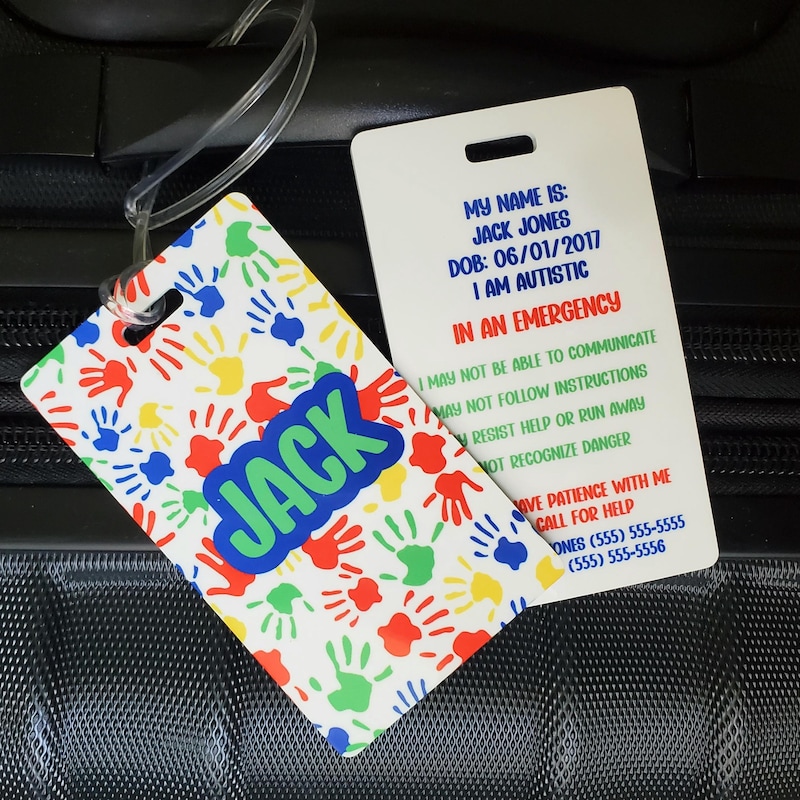 JACK
MY NAME IS:
JACK JONES
DOB: 06/01/2017
I AM AUTISTIC
IN AN EMERGENCY
I MAY NOT BE ABLE TO COMMUNICATE
MAY NOT FOLLOW INSTRUCTIONS
RESIST HELP OR RUN AWAY
NOT RECOGNIZE DANGER
PATIENCE WITH ME
CALL FOR HELP
(555) 555-5555
(555) 555-5556